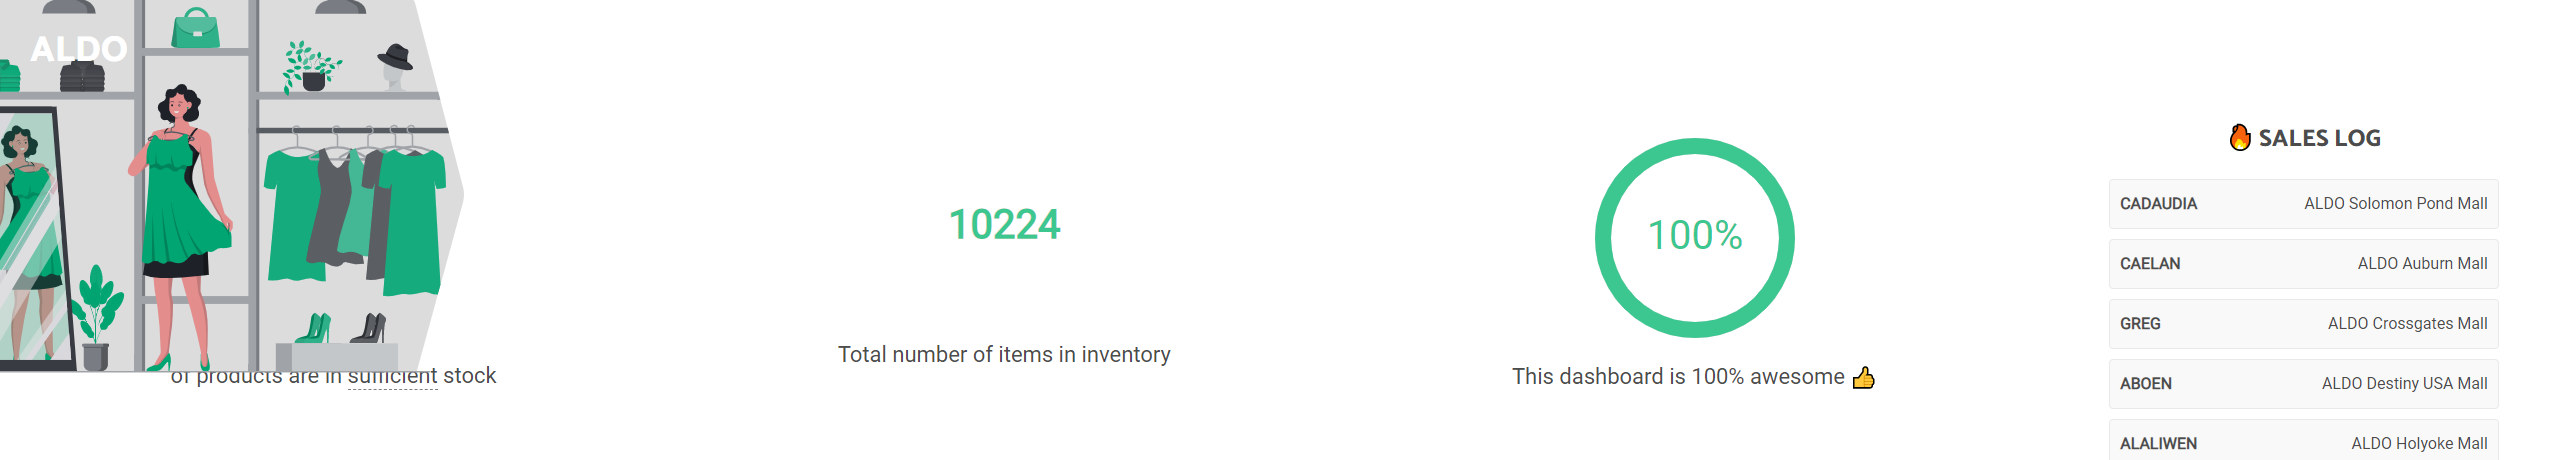 ALDO
of products are in sufficient stock
10224
Total number of items in inventory
100%
This dashboard is 100% awesome 👍
🔥 SALES LOG
CADAUDIA ALDO Solomon Pond Mall
CAELAN ALDO Auburn Mall
GREG ALDO Crossgates Mall
ABOEN ALDO Destiny USA Mall
ALALIWEN ALDO Holyoke Mall